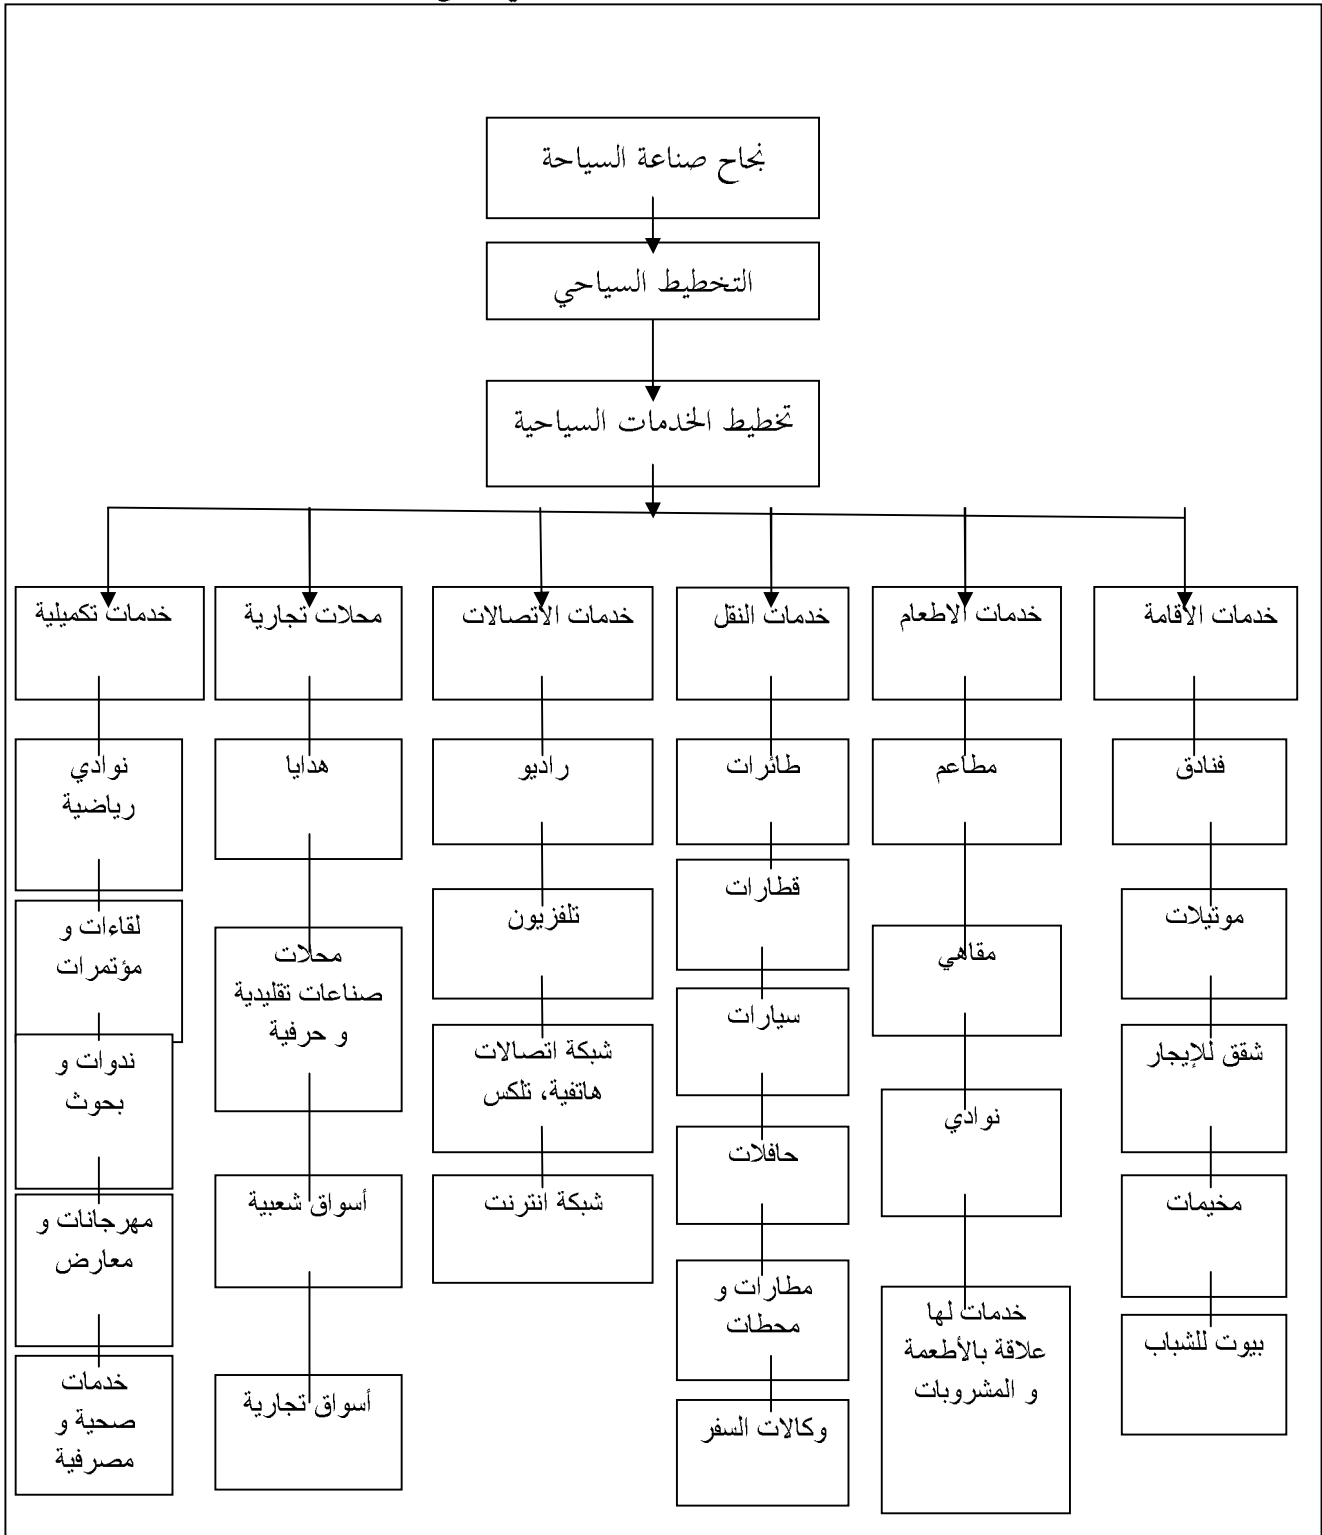 نجاح صناعة السياحة
التخطيط السياحي
تخطيط الخدمات السياحية
خدمات الاقامة
خدمات الاطعام
خدمات النقل
خدمات الاتصالات
محلات تجارية
خدمات تكميلية
فنادق
موتيلات
شقق للإيجار
مخيمات
بيوت للشباب
مطاعم
مقاهي
نوادي
خدمات لها
علاقة بالأطعمة
و المشروبات
طائرات
قطارات
سيارات
حافلات
مطارات و
محطات
وكالات السفر
راديو
تلفزيون
شبكة اتصالات
هاتفية، تلكس
شبكة انترنت
هدايا
محلات
صناعات تقليدية
و حرفية
أسواق شعبية
أسواق تجارية
نوادي
رياضية
لقاءات و
مؤتمرات
ندوات و
بحوث
مهرجانات و
معارض
خدمات
صحية و
مصرفية